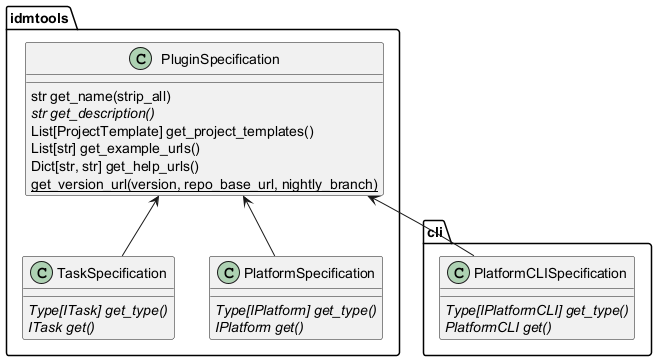 idmtools
C PluginSpecification
str get_name(strip_all)
str get_description()
List[ProjectTemplate] get_project_templates()
List[str] get_example_urls()
Dict[str, str] get_help_urls()
get_version_url(version, repo_base_url, nightly_branch)
cli
C TaskSpecification
Type[ITask] get_type()
ITask get()
C PlatformSpecification
Type[IPlatform] get_type()
IPlatform get()
C PlatformCLISpecification
Type[IPlatformCLI] get_type()
PlatformCLI get()